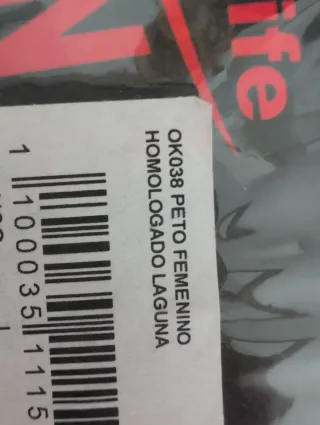 ife
N
OK038 PETO FEMENINO
HOMOLOGADO LAGUNA
1 100035 1115